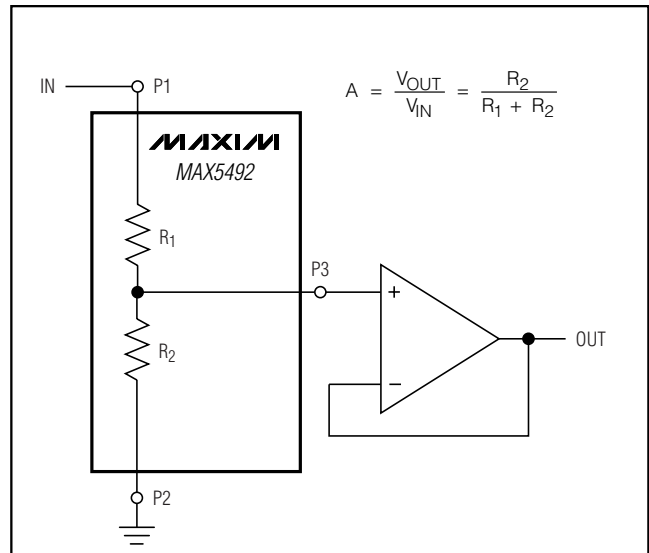 IN
P1
A = V_OUT / V_IN = R_2 / (R_1 + R_2)
MAXIM
MAX5492
R_1
P3
+
R_2
OUT
−
P2